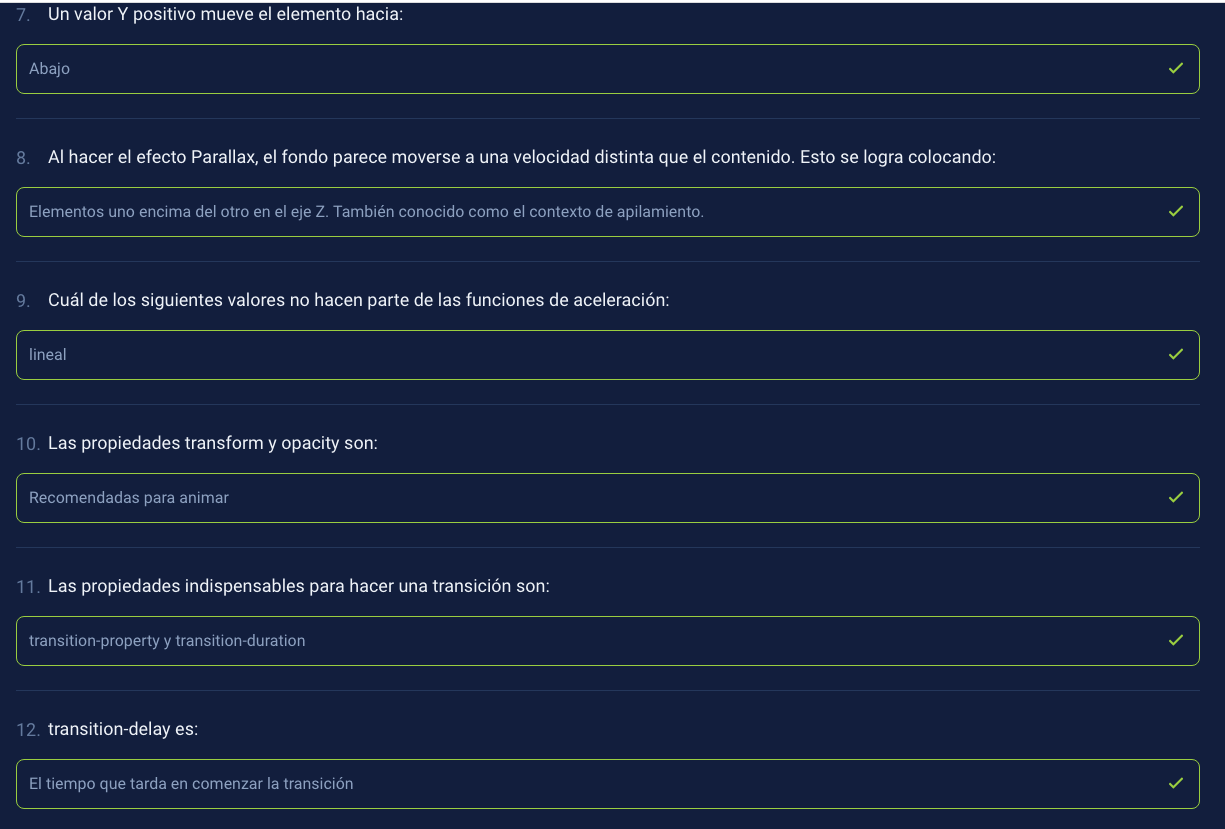 7. Un valor Y positivo mueve el elemento hacia:
Abajo
8. Al hacer el efecto Parallax, el fondo parece moverse a una velocidad distinta que el contenido. Esto se logra colocando:
Elementos uno encima del otro en el eje Z. También conocido como el contexto de apilamiento.
9. Cuál de los siguientes valores no hacen parte de las funciones de aceleración:
lineal
10. Las propiedades transform y opacity son:
Recomendadas para animar
11. Las propiedades indispensables para hacer una transición son:
transition-property y transition-duration
12. transition-delay es:
El tiempo que tarda en comenzar la transición